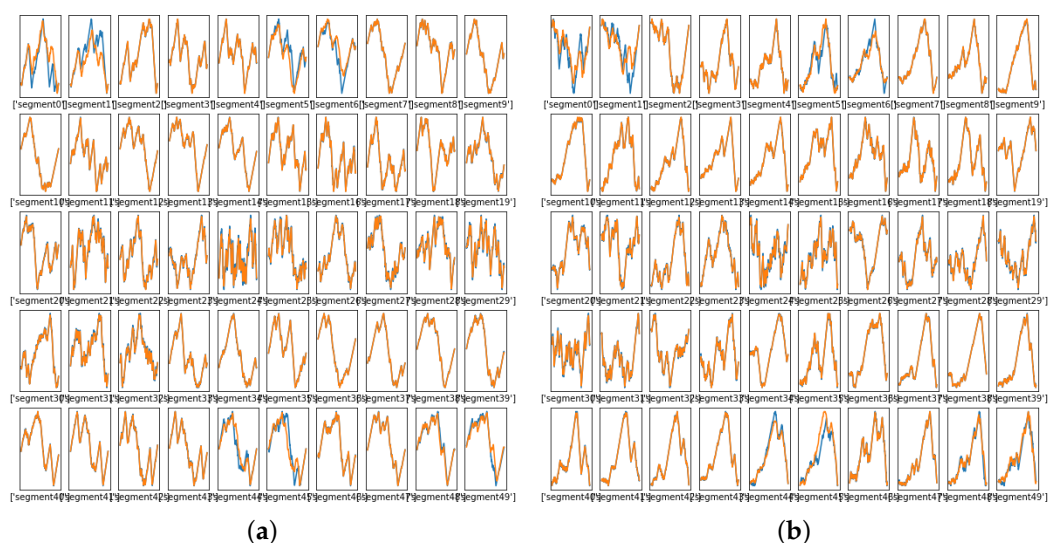 ['segment0'] ['segment1'] ['segment2'] ['segment3'] ['segment4'] ['segment5'] ['segment6'] ['segment7'] ['segment8'] ['segment9']
['segment10'] ['segment11'] ['segment12'] ['segment13'] ['segment14'] ['segment15'] ['segment16'] ['segment17'] ['segment18'] ['segment19']
['segment20'] ['segment21'] ['segment22'] ['segment23'] ['segment24'] ['segment25'] ['segment26'] ['segment27'] ['segment28'] ['segment29']
['segment30'] ['segment31'] ['segment32'] ['segment33'] ['segment34'] ['segment35'] ['segment36'] ['segment37'] ['segment38'] ['segment39']
['segment40'] ['segment41'] ['segment42'] ['segment43'] ['segment44'] ['segment45'] ['segment46'] ['segment47'] ['segment48'] ['segment49']
(a)
['segment0'] ['segment1'] ['segment2'] ['segment3'] ['segment4'] ['segment5'] ['segment6'] ['segment7'] ['segment8'] ['segment9']
['segment10'] ['segment11'] ['segment12'] ['segment13'] ['segment14'] ['segment15'] ['segment16'] ['segment17'] ['segment18'] ['segment19']
['segment20'] ['segment21'] ['segment22'] ['segment23'] ['segment24'] ['segment25'] ['segment26'] ['segment27'] ['segment28'] ['segment29']
['segment30'] ['segment31'] ['segment32'] ['segment33'] ['segment34'] ['segment35'] ['segment36'] ['segment37'] ['segment38'] ['segment39']
['segment40'] ['segment41'] ['segment42'] ['segment43'] ['segment44'] ['segment45'] ['segment46'] ['segment47'] ['segment48'] ['segment49']
(b)